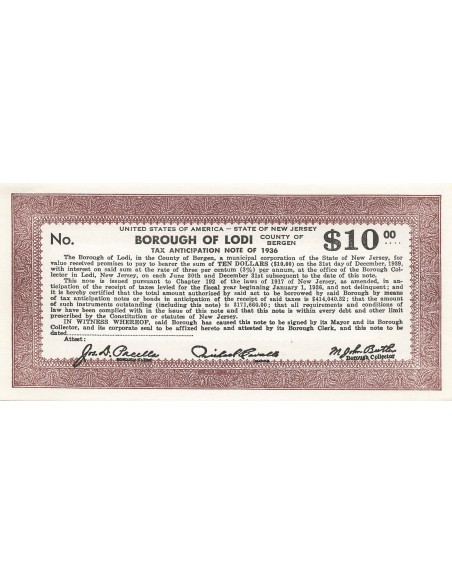 UNITED STATES OF AMERICA – STATE OF NEW JERSEY
No. BOROUGH OF LODI COUNTY OF BERGEN $10 00
TAX ANTICIPATION NOTE OF 1936
The Borough of Lodi, in the County of Bergen, a municipal corporation of the State of New Jersey, for
value received promises to pay to bearer the sum of TEN DOLLARS ($10.00) on the 31st day of December, 1939,
with interest on said sum at the rate of three per centum (3%) per annum, at the office of the Borough Col-
lector in Lodi, New Jersey, on each June 30th and December 31st subsequent to the date of this note.
This note is issued pursuant to Chapter 192 of the laws of 1917 of New Jersey, as amended, in an-
ticipation of the receipt of taxes levied for the fiscal year beginning January 1, 1936, and not delinquent; and
it is hereby certified that the total amount authorised by said act to be borrowed by said Borough by means
of tax anticipation notes or bonds in anticipation of the receipt of said taxes is $414,040.32; that the amount
of such instruments outstanding (including this note) is $171,660.00; that all requirements and conditions of
law have been complied with in the issue of this note and that this note is within every debt and other limit
prescribed by the Constitution or statutes of New Jersey.
IN WITNESS WHEREOF, said Borough has caused this note to be signed by its Mayor and its Borough
Collector, and its corporate seal to be affixed hereto and attested by its Borough Clerk, and this note to be
dated
Attest:
Jos. D. Pacella
M. John Butler
Borough Collector